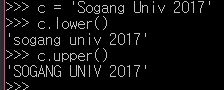 >>> c = 'Sogang Univ 2017'
>>> c.lower()
'sogang univ 2017'
>>> c.upper()
'SOGANG UNIV 2017'
>>>